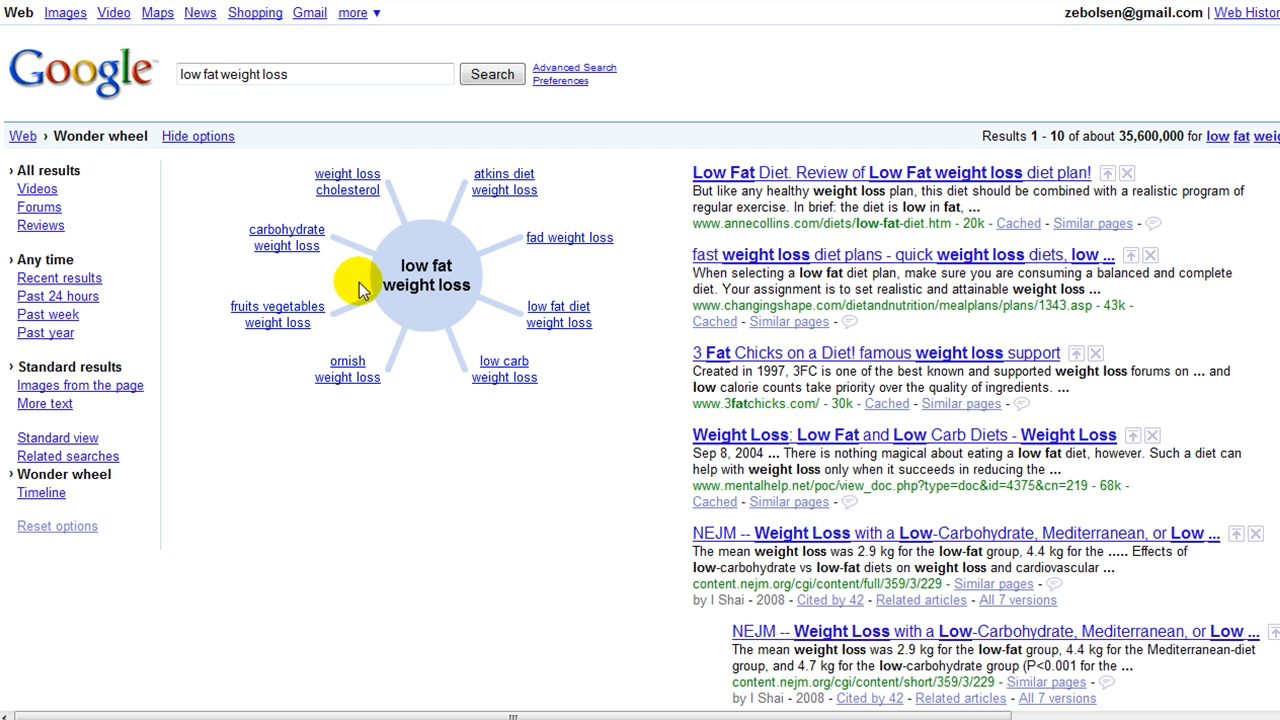 Web Images Video Maps News Shopping Gmail more ▼
zebolsen@gmail.com | Web Histor
Google™
low fat weight loss
Search
Advanced Search
Preferences
Web › Wonder wheel Hide options
Results 1 - 10 of about 35,600,000 for low fat weig
› All results
Videos
Forums
Reviews
› Any time
Recent results
Past 24 hours
Past week
Past year
› Standard results
Images from the page
More text
Standard view
Related searches
› Wonder wheel
Timeline
Reset options
weight loss
cholesterol
atkins diet
weight loss
carbohydrate
weight loss
fad weight loss
low fat
weight loss
fruits vegetables
weight loss
low fat diet
weight loss
ornish
weight loss
low carb
weight loss
Low Fat Diet. Review of Low Fat weight loss diet plan!
But like any healthy weight loss plan, this diet should be combined with a realistic program of
regular exercise. In brief: the diet is low in fat, ...
www.annecollins.com/diets/low-fat-diet.htm - 20k - Cached - Similar pages -
fast weight loss diet plans - quick weight loss diets, low ...
When selecting a low fat diet plan, make sure you are consuming a balanced and complete
diet. Your assignment is to set realistic and attainable weight loss ...
www.changingshape.com/dietandnutrition/mealplans/plans/1343.asp - 43k -
Cached - Similar pages -
3 Fat Chicks on a Diet! famous weight loss support
Created in 1997, 3FC is one of the best known and supported weight loss forums on ... and
low calorie counts take priority over the quality of ingredients. ...
www.3fatchicks.com/ - 30k - Cached - Similar pages -
Weight Loss: Low Fat and Low Carb Diets - Weight Loss
Sep 8, 2004 ... There is nothing magical about eating a low fat diet, however. Such a diet can
help with weight loss only when it succeeds in reducing the ...
www.mentalhelp.net/poc/view_doc.php?type=doc&id=4375&cn=219 - 68k -
Cached - Similar pages -
NEJM -- Weight Loss with a Low-Carbohydrate, Mediterranean, or Low ...
The mean weight loss was 2.9 kg for the low-fat group, 4.4 kg for the ..... Effects of
low-carbohydrate vs low-fat diets on weight loss and cardiovascular ...
content.nejm.org/cgi/content/full/359/3/229 - Similar pages -
by I Shai - 2008 - Cited by 42 - Related articles - All 7 versions
NEJM -- Weight Loss with a Low-Carbohydrate, Mediterranean, or Low ...
The mean weight loss was 2.9 kg for the low-fat group, 4.4 kg for the Mediterranean-diet
group, and 4.7 kg for the low-carbohydrate group (P<0.001 for the ...
content.nejm.org/cgi/content/short/359/3/229 - Similar pages -
by I Shai - 2008 - Cited by 42 - Related articles - All 7 versions